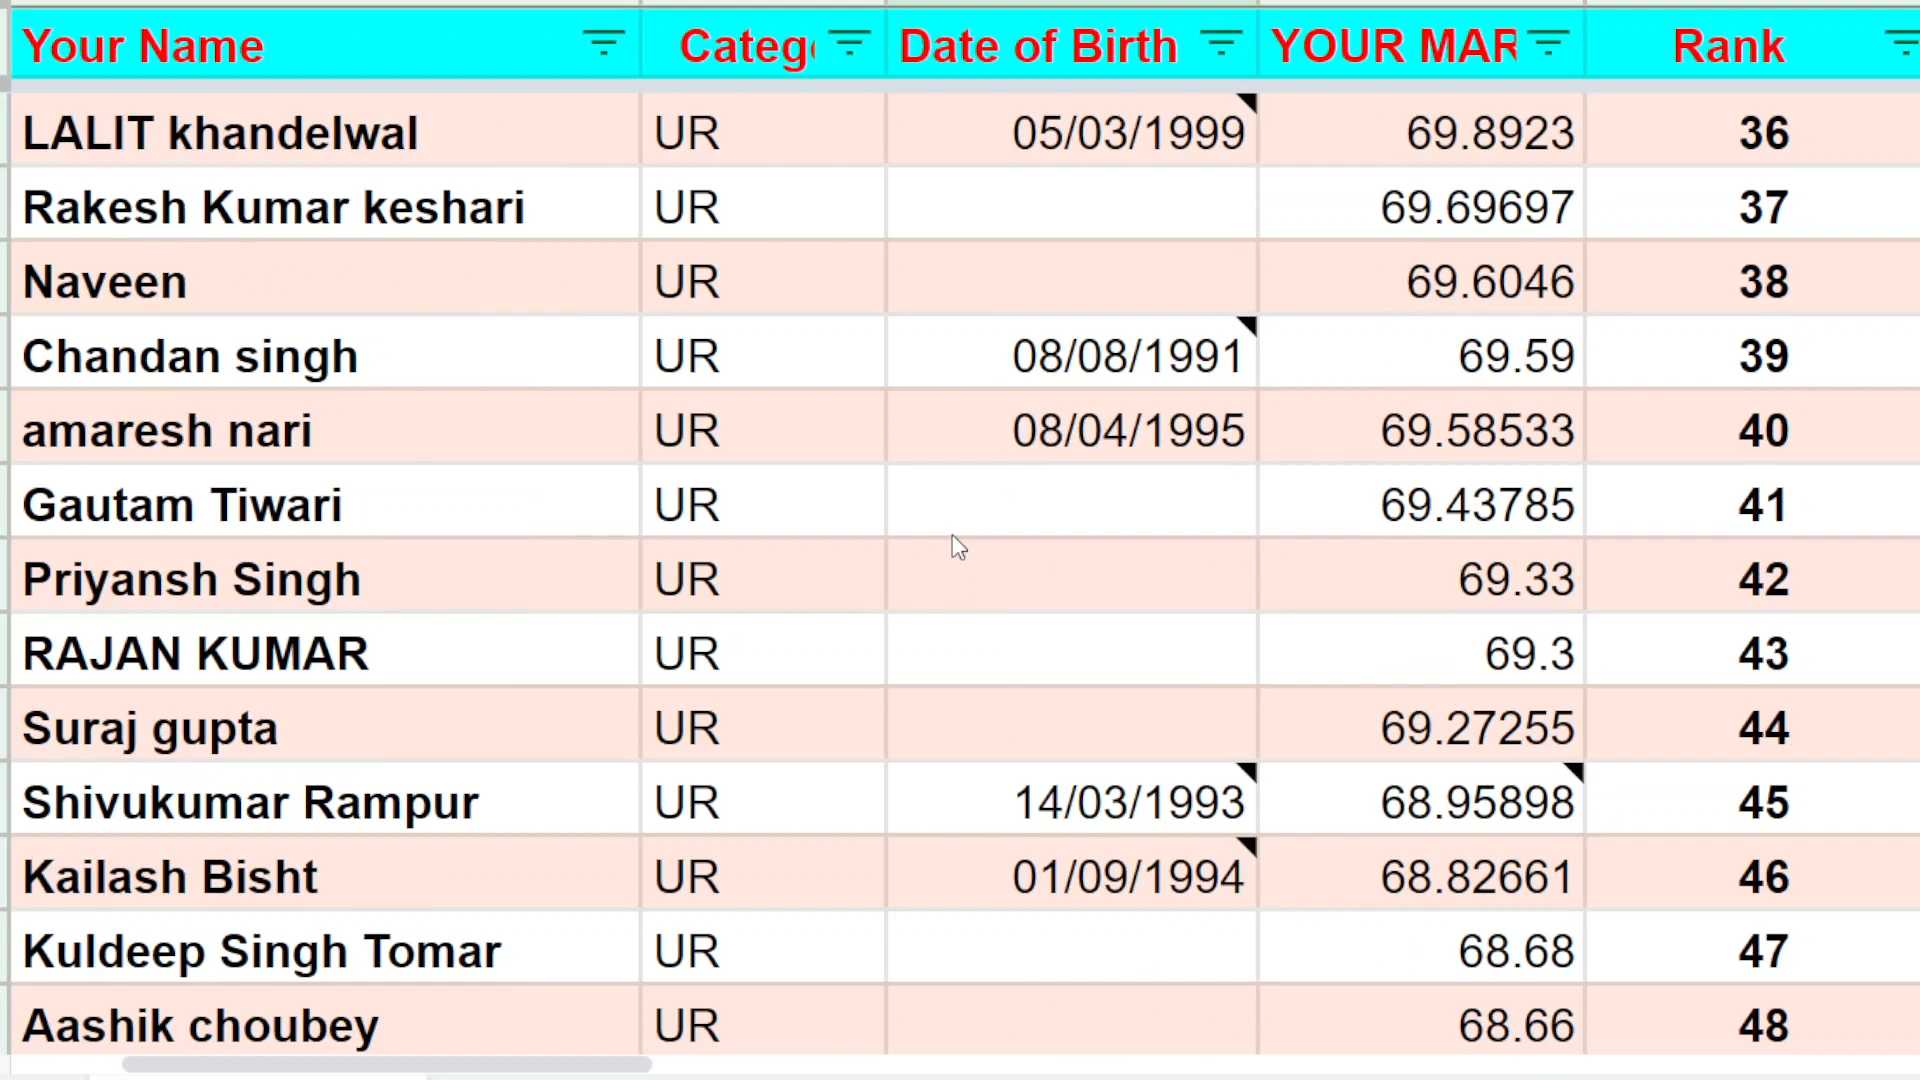 Your Name Categ Date of Birth YOUR MAR Rank
LALIT khandelwal UR 05/03/1999 69.8923 36
Rakesh Kumar keshari UR 69.69697 37
Naveen UR 69.6046 38
Chandan singh UR 08/08/1991 69.59 39
amaresh nari UR 08/04/1995 69.58533 40
Gautam Tiwari UR 69.43785 41
Priyansh Singh UR 69.33 42
RAJAN KUMAR UR 69.3 43
Suraj gupta UR 69.27255 44
Shivukumar Rampur UR 14/03/1993 68.95898 45
Kailash Bisht UR 01/09/1994 68.82661 46
Kuldeep Singh Tomar UR 68.68 47
Aashik choubey UR 68.66 48